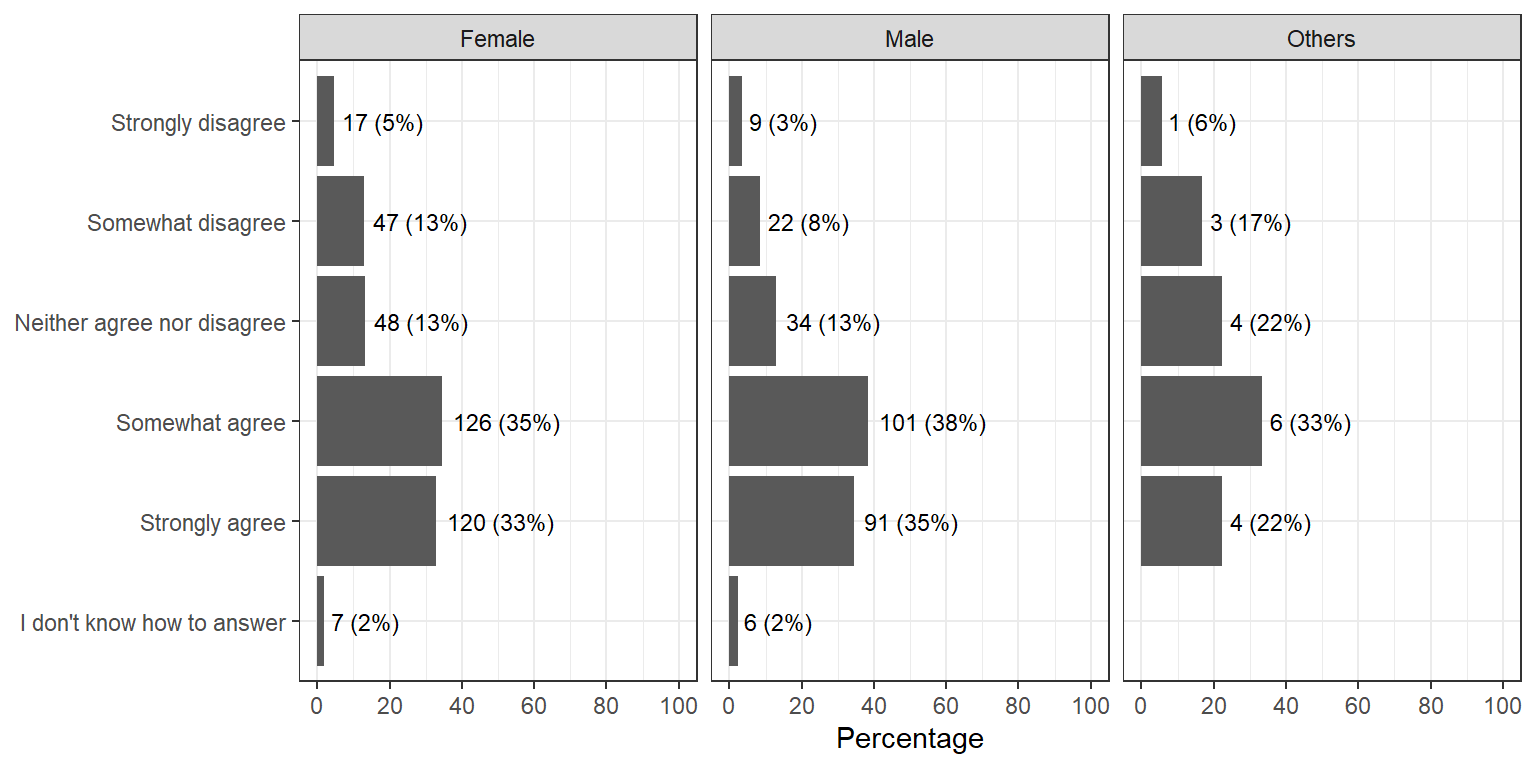 Female Male Others
Strongly disagree 17 (5%) 9 (3%) 1 (6%)
Somewhat disagree 47 (13%) 22 (8%) 3 (17%)
Neither agree nor disagree 48 (13%) 34 (13%) 4 (22%)
Somewhat agree 126 (35%) 101 (38%) 6 (33%)
Strongly agree 120 (33%) 91 (35%) 4 (22%)
I don't know how to answer 7 (2%) 6 (2%)
0 20 40 60 80 100 0 20 40 60 80 100 0 20 40 60 80 100
Percentage